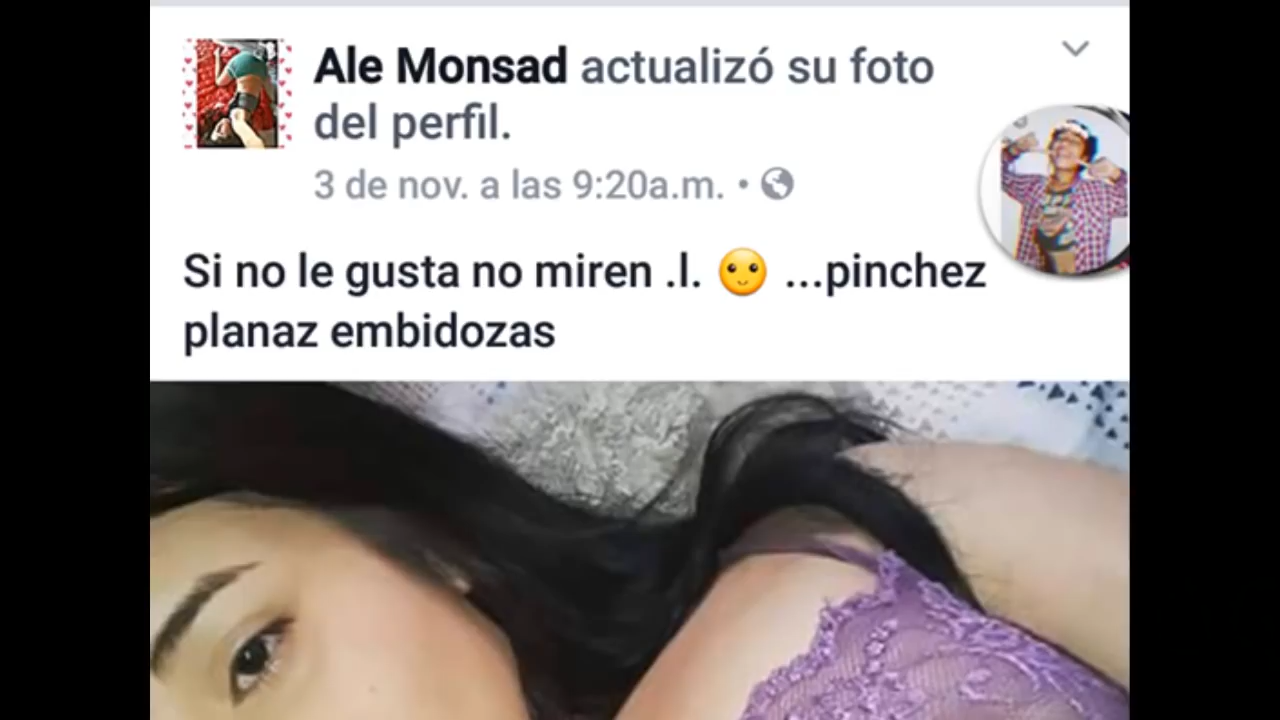 Ale Monsad actualizó su foto
del perfil.
3 de nov. a las 9:20a.m. •
Si no le gusta no miren .l. 🙂 ...pinchez
planaz embidozas